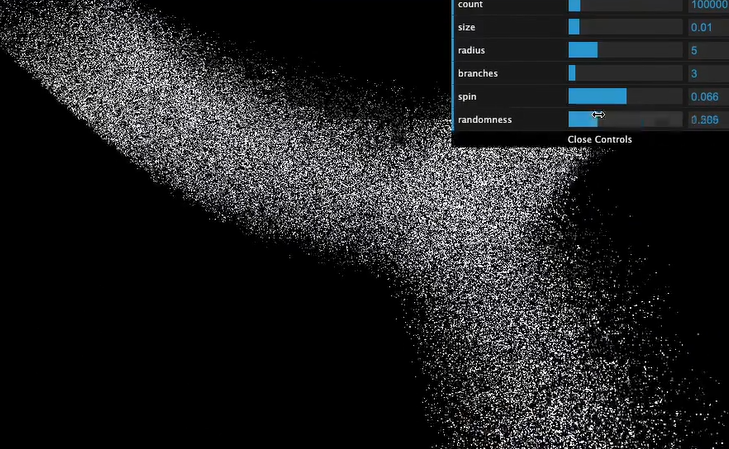 count 100000
size 0.01
radius 5
branches 3
spin 0.066
randomness
Close Controls